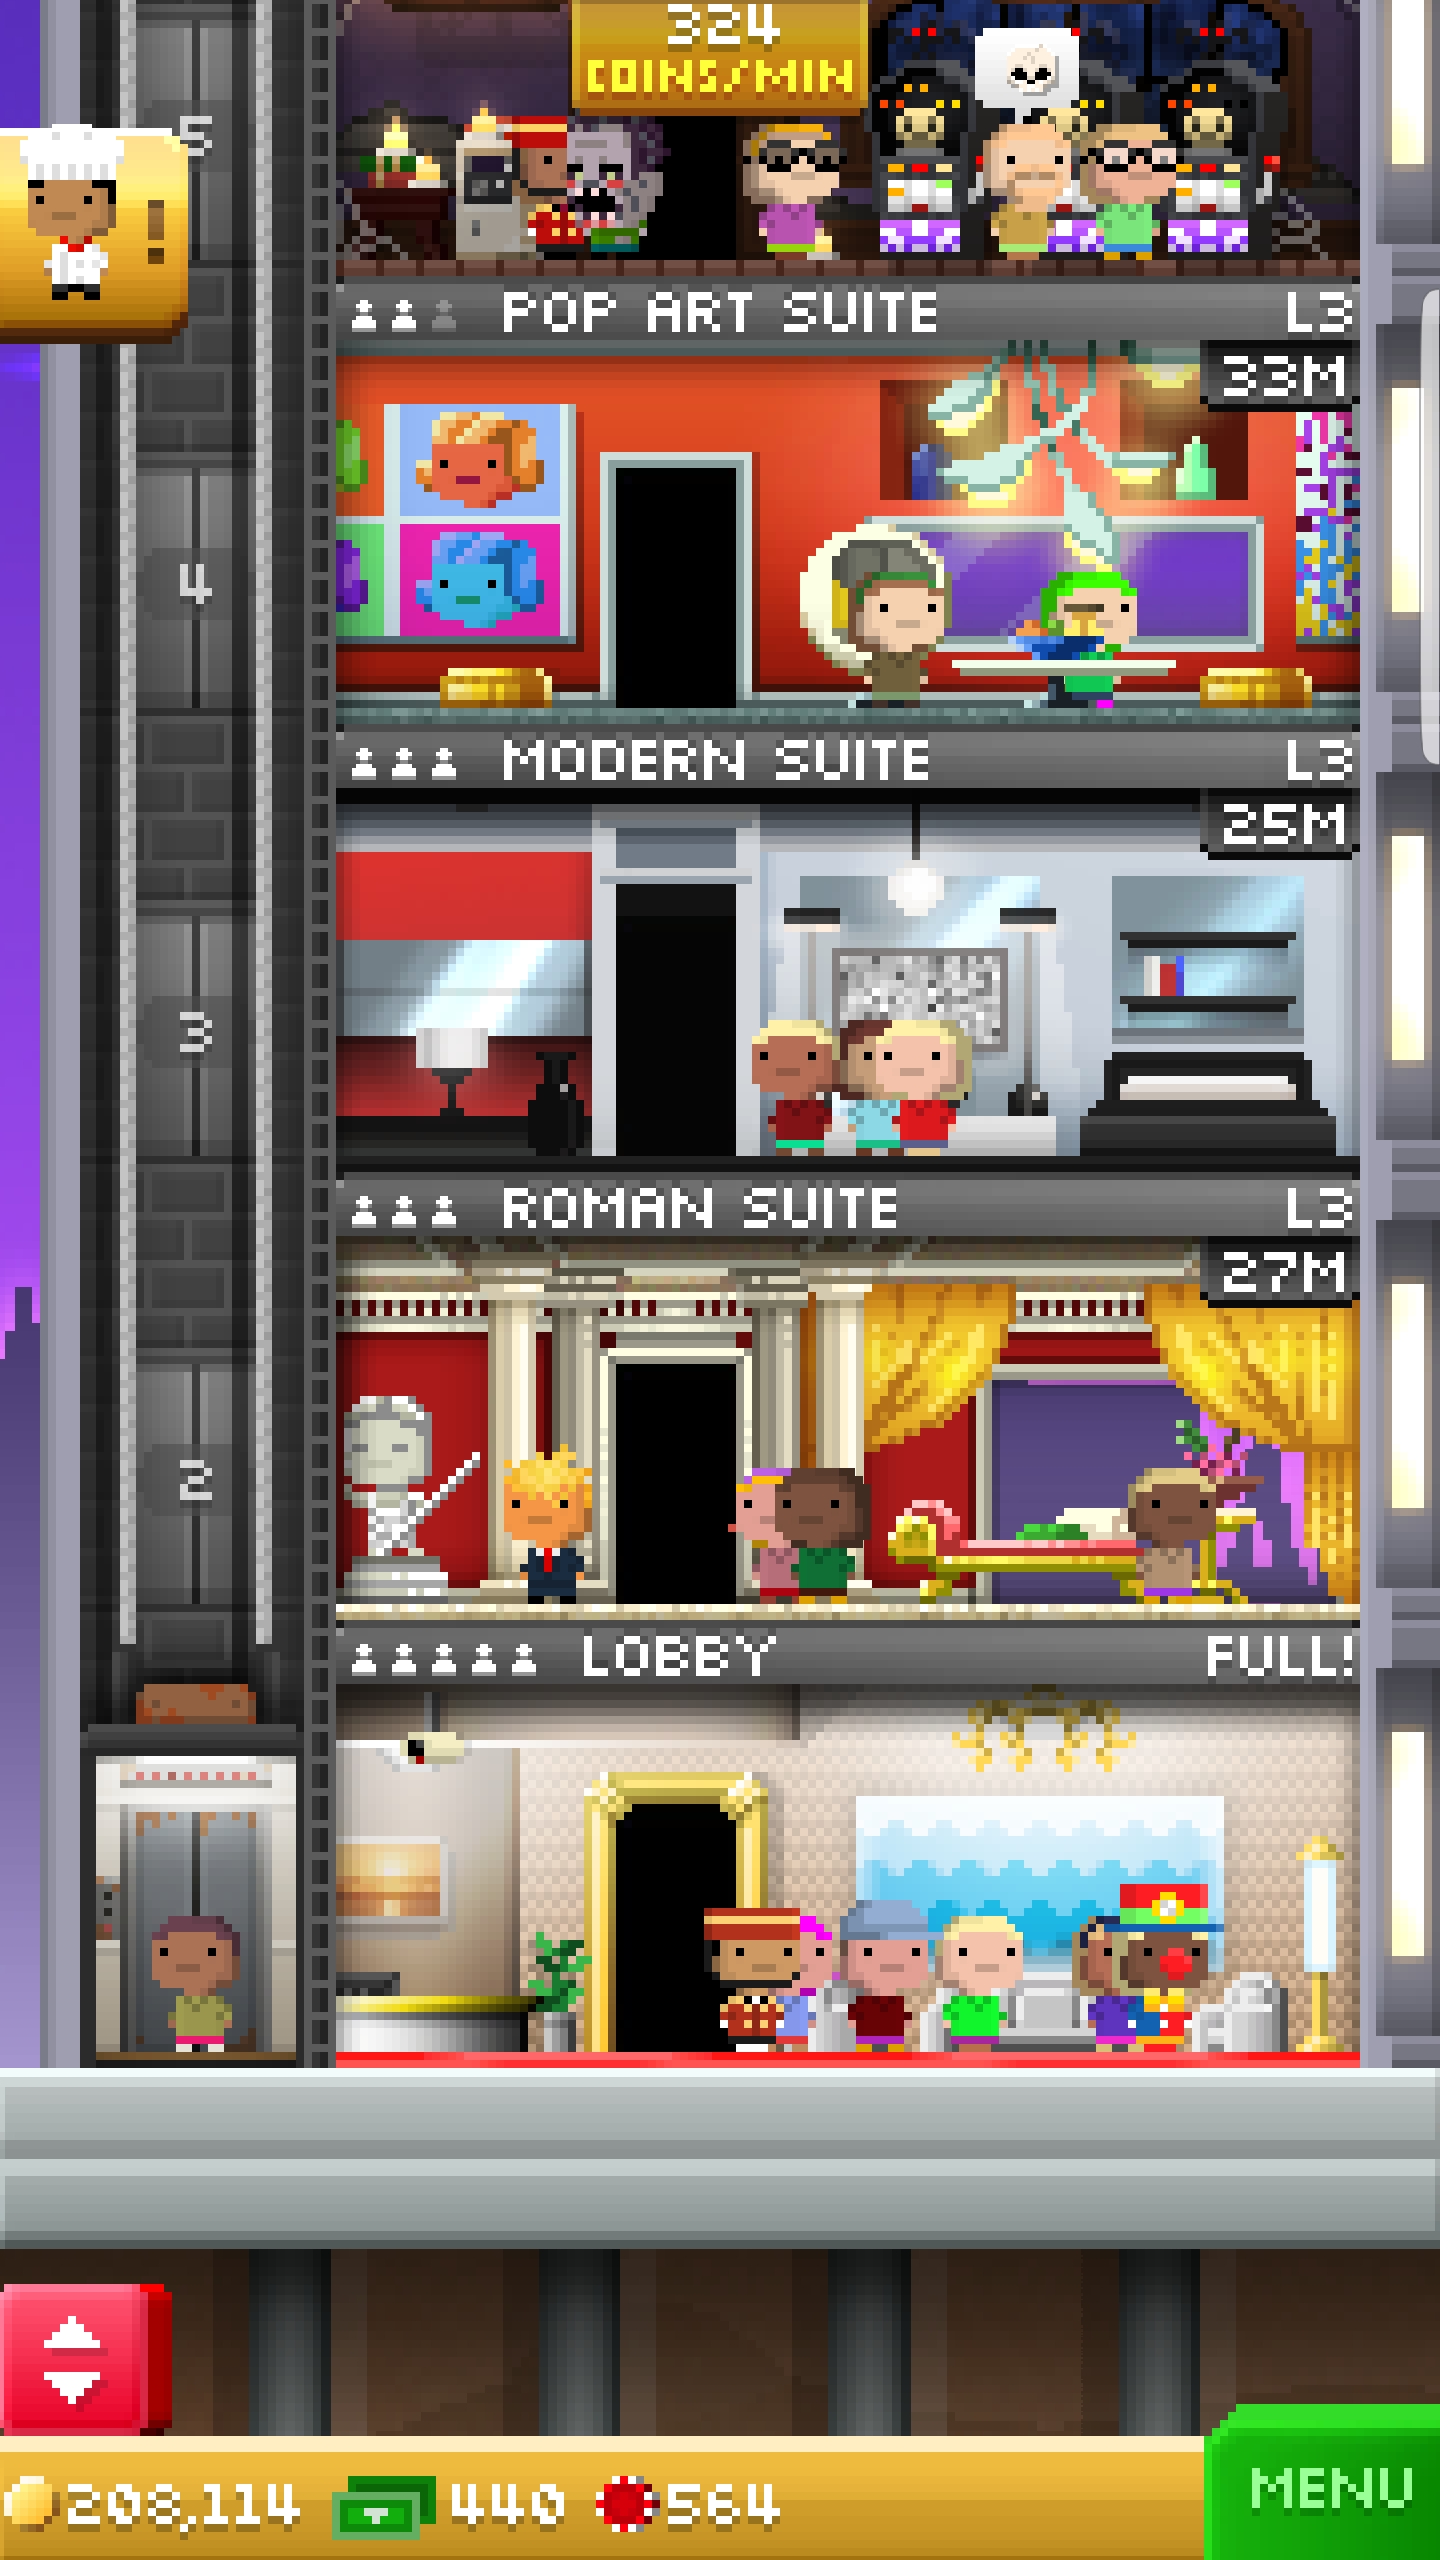 324
COINS/MIN
5
!
POP ART SUITE L3
33M
4
MODERN SUITE L3
25M
3
ROMAN SUITE L3
27M
2
LOBBY FULL!
208,114 440 564
MENU